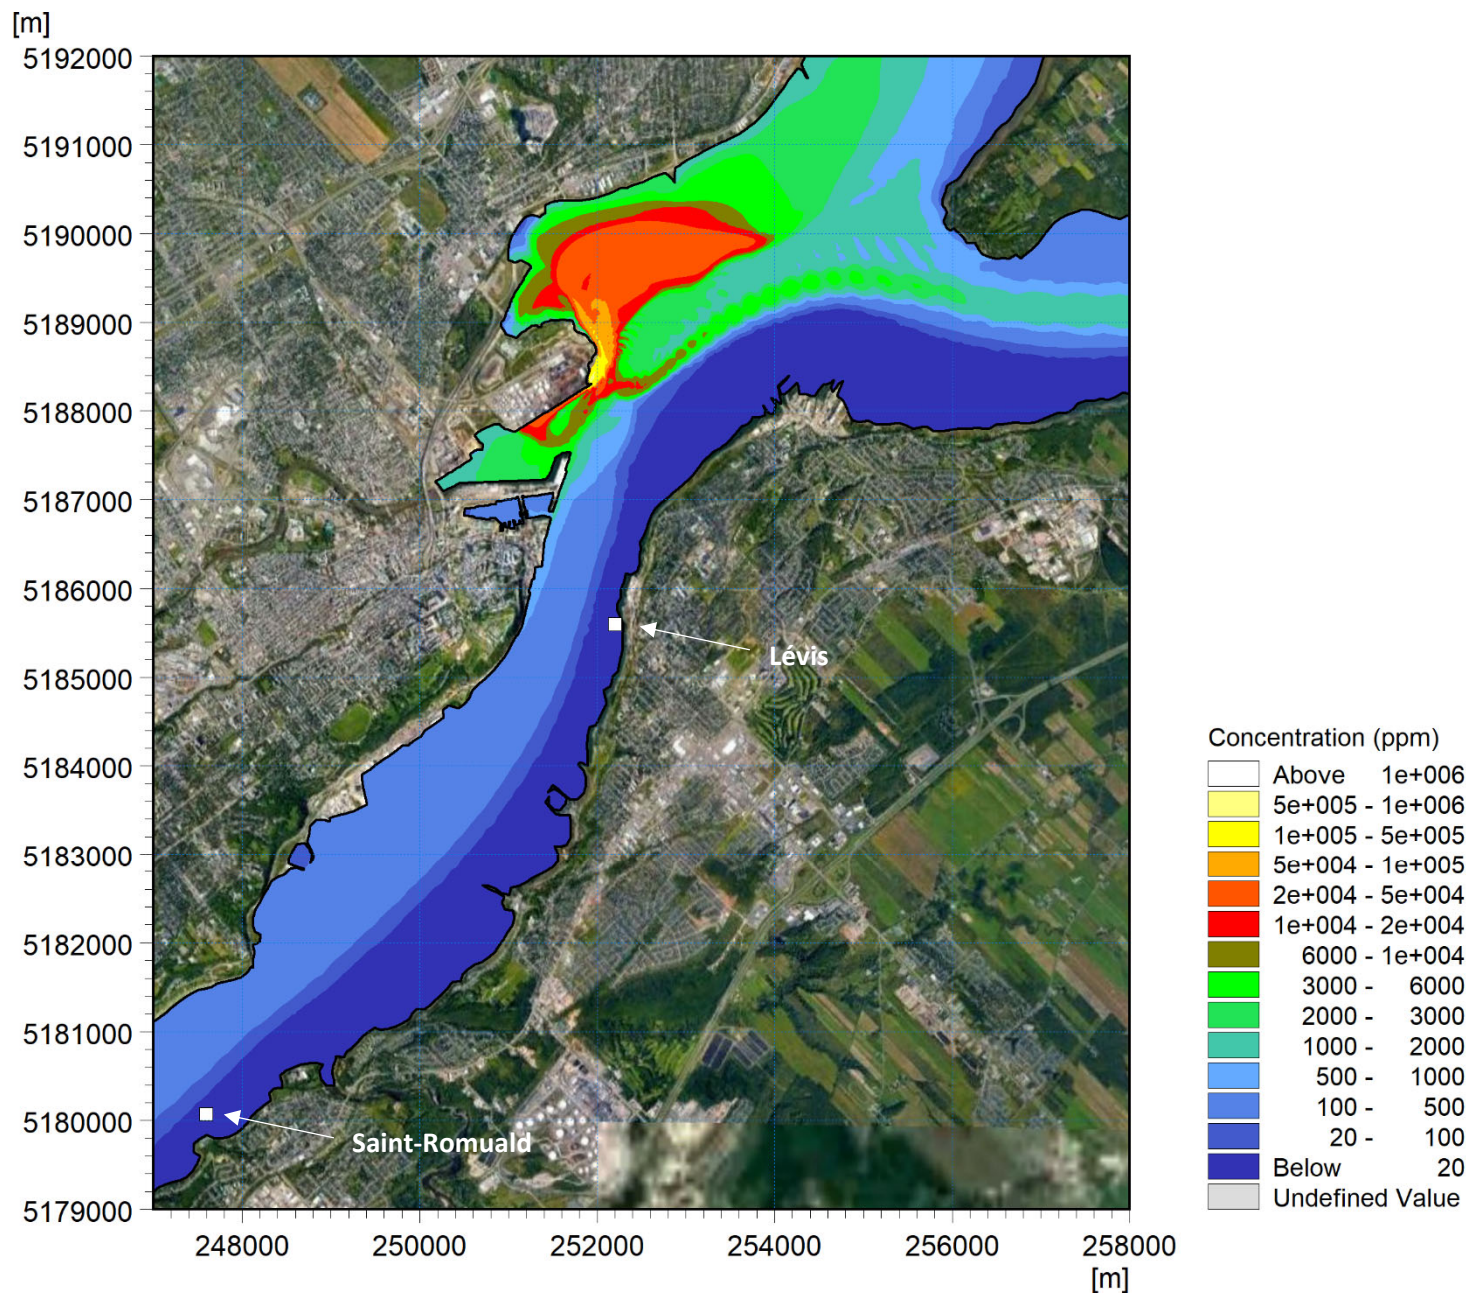 [m]
5192000
5191000
5190000
5189000
5188000
5187000
5186000
5185000
5184000
5183000
5182000
5181000
5180000
5179000
Lévis
Saint-Romuald
248000 250000 252000 254000 256000 258000
[m]
Concentration (ppm)
Above 1e+006
5e+005 - 1e+006
1e+005 - 5e+005
5e+004 - 1e+005
2e+004 - 5e+004
1e+004 - 2e+004
6000 - 1e+004
3000 - 6000
2000 - 3000
1000 - 2000
500 - 1000
100 - 500
20 - 100
Below 20
Undefined Value